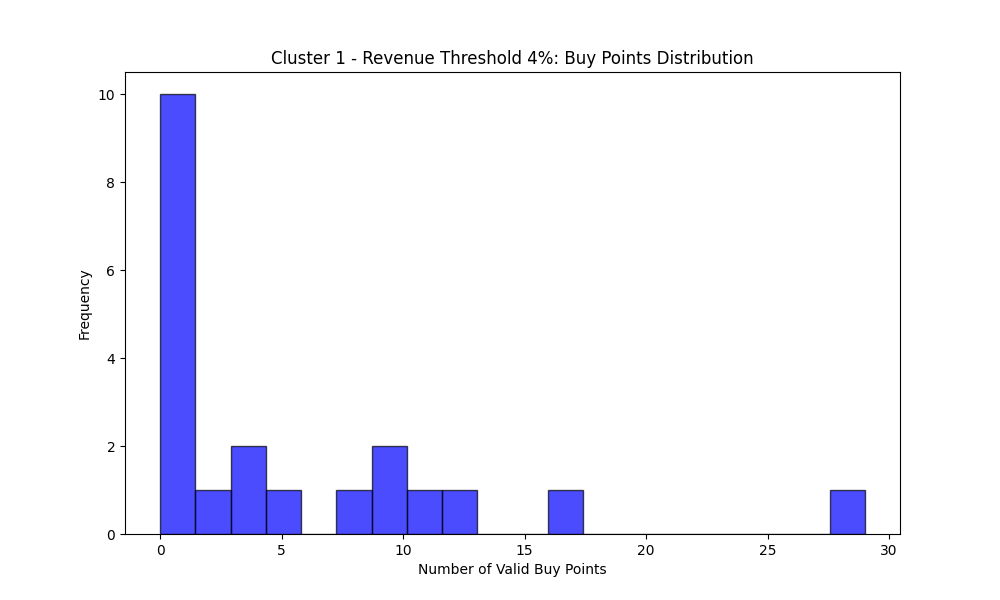 Cluster 1 - Revenue Threshold 4%: Buy Points Distribution
10
8
6
4
2
0
Frequency
0 5 10 15 20 25 30
Number of Valid Buy Points